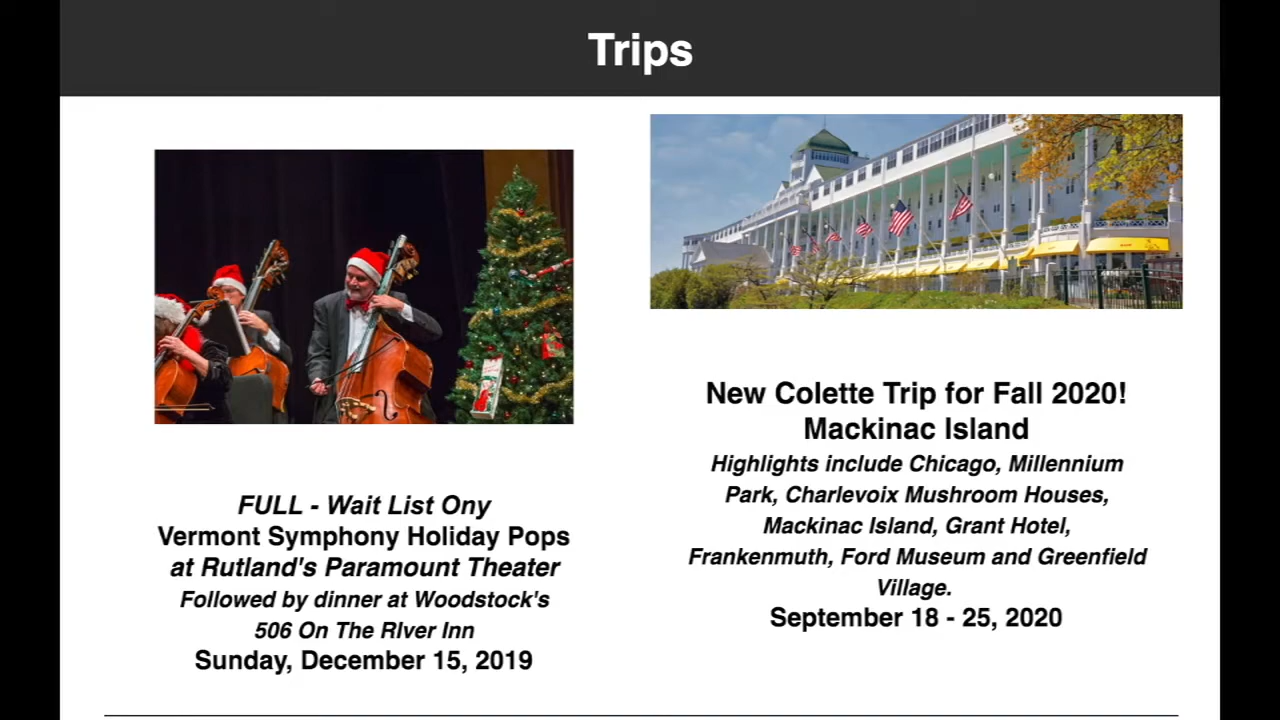 Trips
FULL - Wait List Ony
Vermont Symphony Holiday Pops
at Rutland's Paramount Theater
Followed by dinner at Woodstock's
506 On The RIver Inn
Sunday, December 15, 2019
New Colette Trip for Fall 2020!
Mackinac Island
Highlights include Chicago, Millennium
Park, Charlevoix Mushroom Houses,
Mackinac Island, Grant Hotel,
Frankenmuth, Ford Museum and Greenfield
Village.
September 18 - 25, 2020